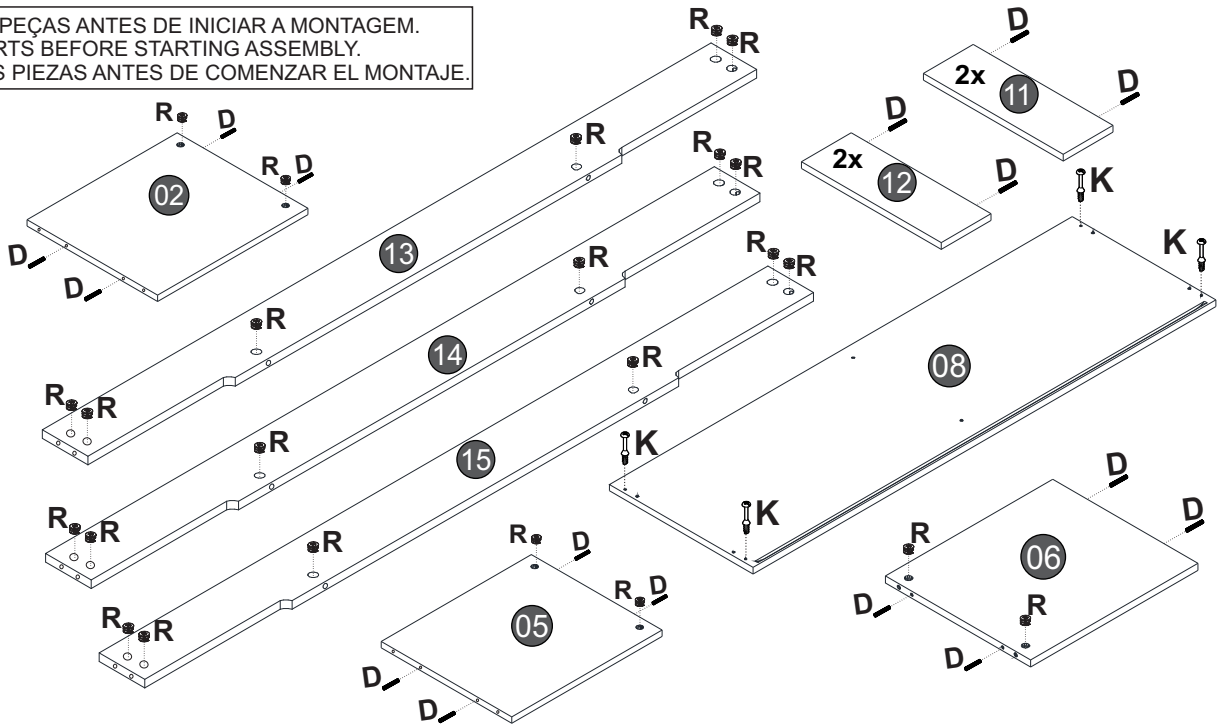 PEÇAS ANTES DE INICIAR A MONTAGEM.
RTS BEFORE STARTING ASSEMBLY.
S PIEZAS ANTES DE COMENZAR EL MONTAJE.
R R
D
2x 11
D
R D
R
D
2x 12
D
R D
02
R R
K
13
R
K
D
D
R R
R
14
R
08
R
R R
R
15
K
K
D
D
R R
R
R D
06
R D
05
D
R
R R
D
D
D